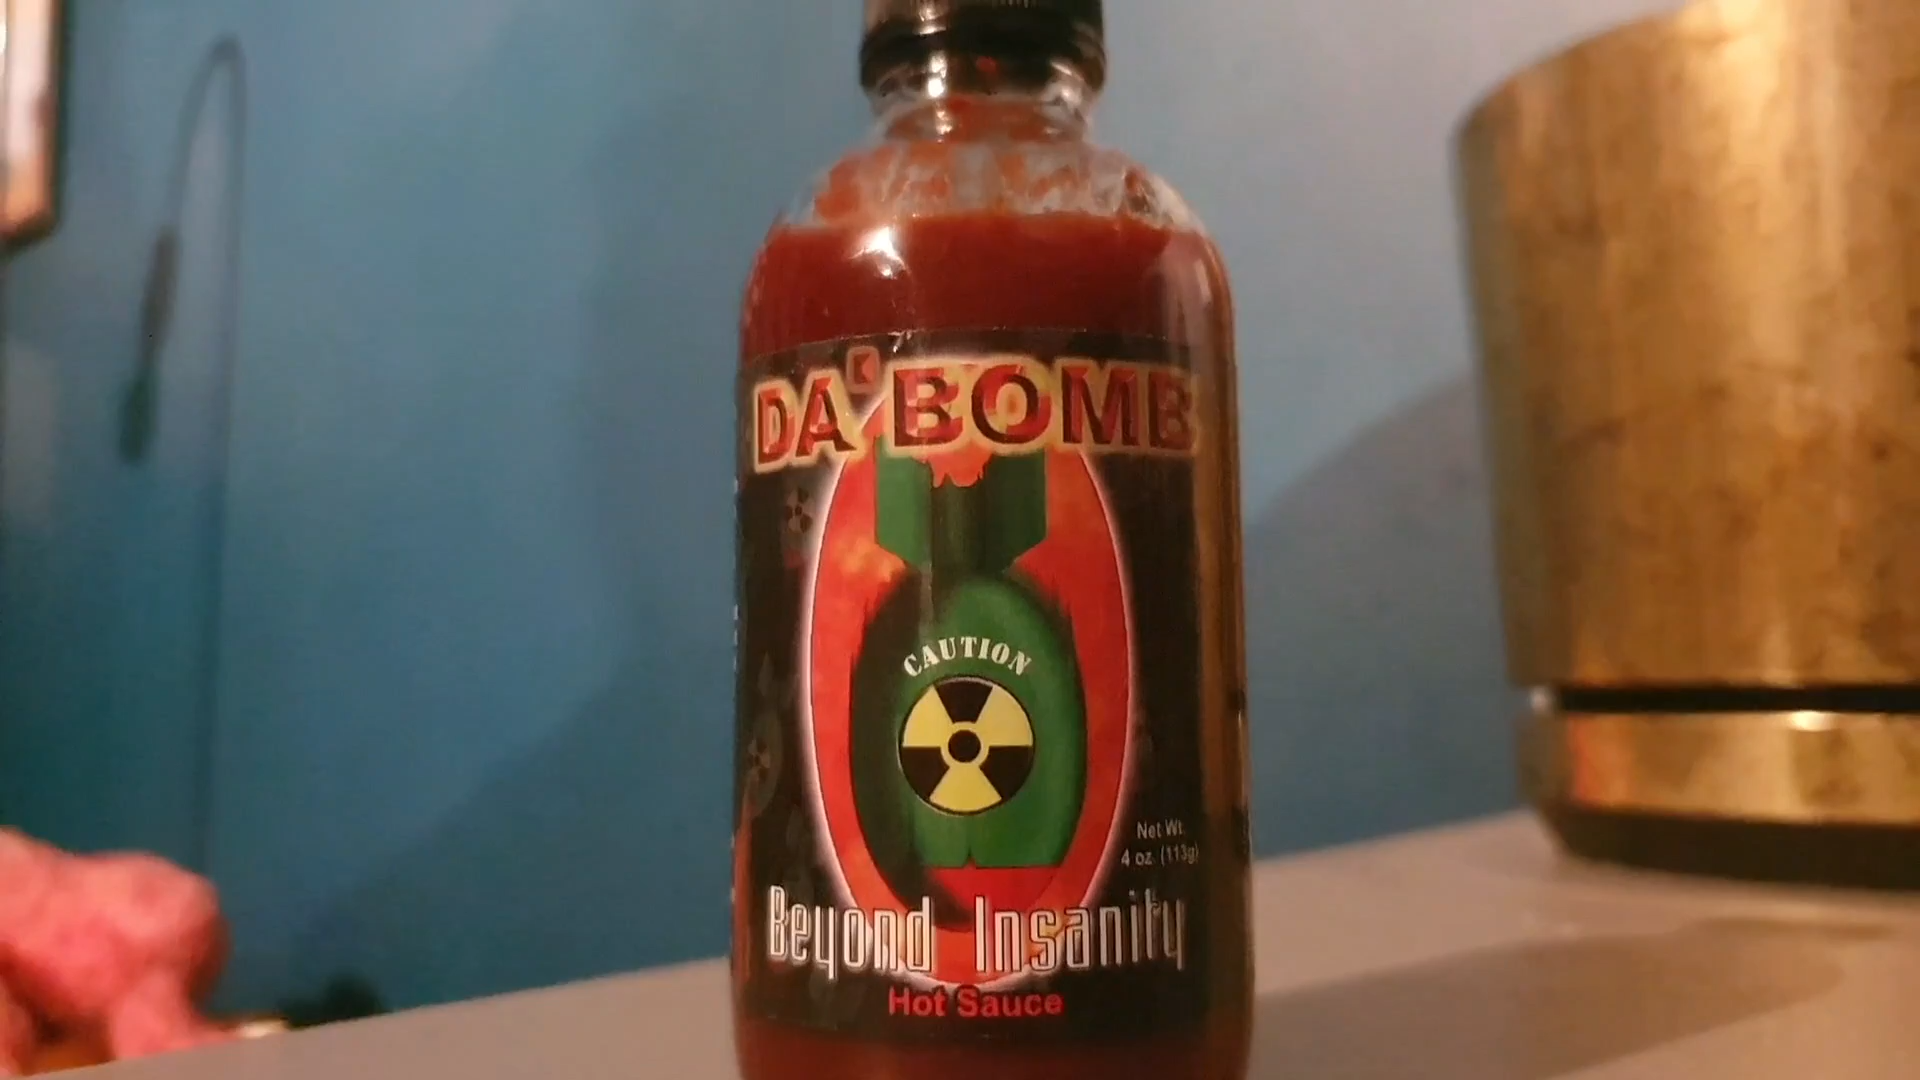 DA' BOMB
CAUTION
Net Wt.
4 oz. (113g)
Beyond Insanity
Hot Sauce